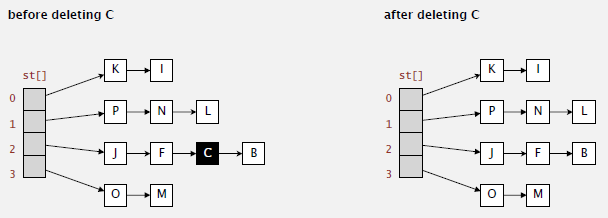 before deleting C
after deleting C
st[]
K I
0
P N L
1
J F C B
2
3
O M
st[]
K I
0
P N L
1
J F B
2
3
O M